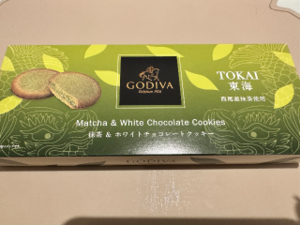 GODIVA
Belgium 1926
TOKAI
東海
西尾産抹茶使用
Matcha & White Chocolate Cookies
抹茶 & ホワイトチョコレートクッキー